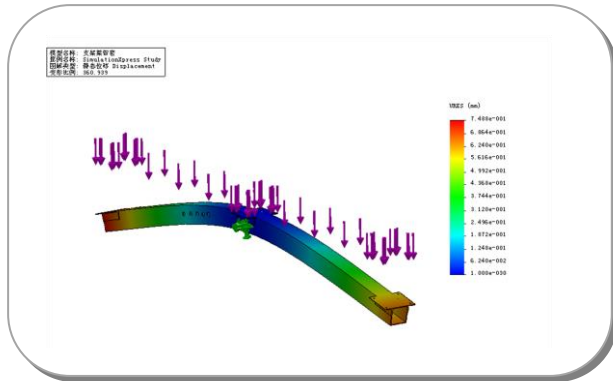 模型名称: 支架焊管梁
算例名称: SimulationXpress Study
图解类型: 静态位移 Displacement
变形比例: 360.939
URES (mm)
7.488e-001
6.864e-001
6.240e-001
5.616e-001
4.992e-001
4.368e-001
3.744e-001
3.120e-001
2.496e-001
1.872e-001
1.248e-001
6.240e-002
1.000e-030